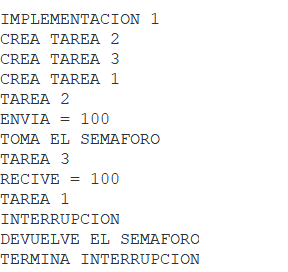 IMPLEMENTACION 1
CREA TAREA 2
CREA TAREA 3
CREA TAREA 1
TAREA 2
ENVIA = 100
TOMA EL SEMAFORO
TAREA 3
RECIVE = 100
TAREA 1
INTERRUPCION
DEVUELVE EL SEMAFORO
TERMINA INTERRUPCION